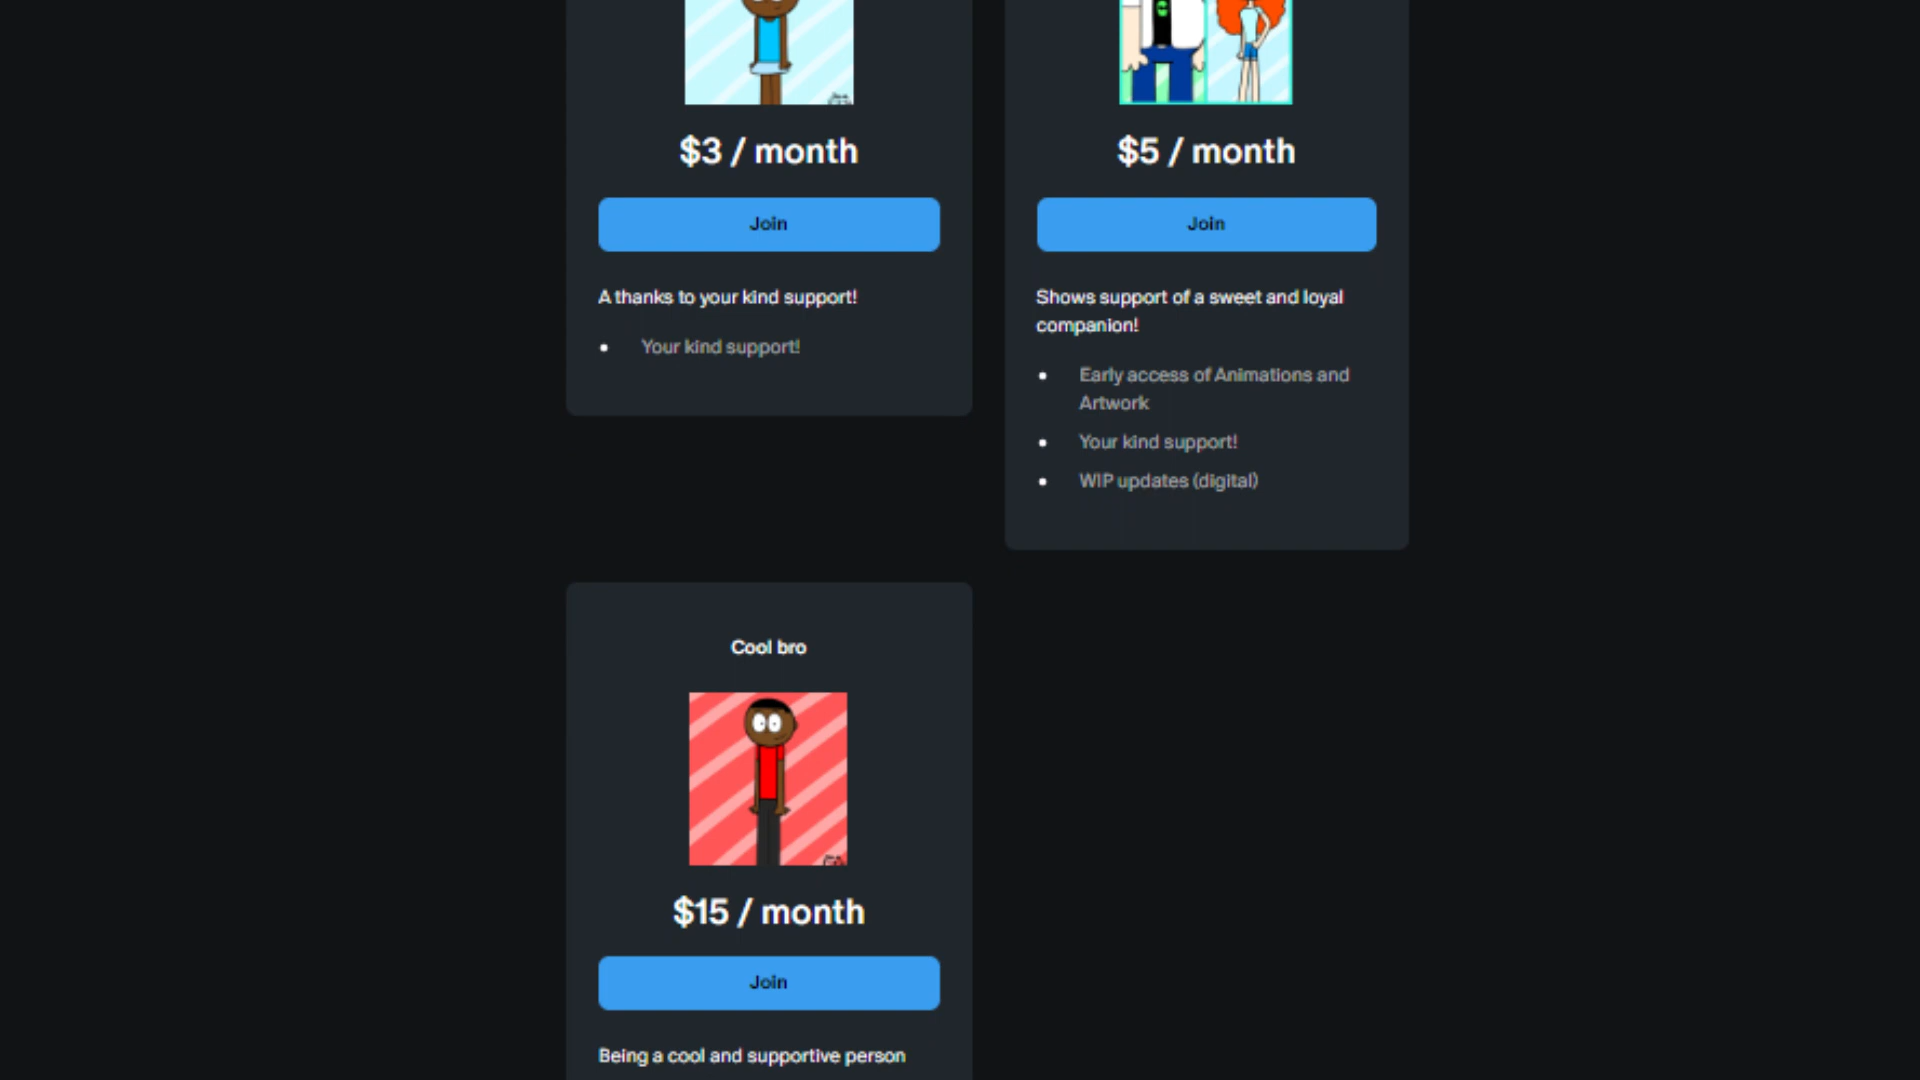 $3 / month
Join
A thanks to your kind support!
Your kind support!
$5 / month
Join
Shows support of a sweet and loyal
companion!
Early access of Animations and
Artwork
Your kind support!
WIP updates (digital)
Cool bro
$15 / month
Join
Being a cool and supportive person